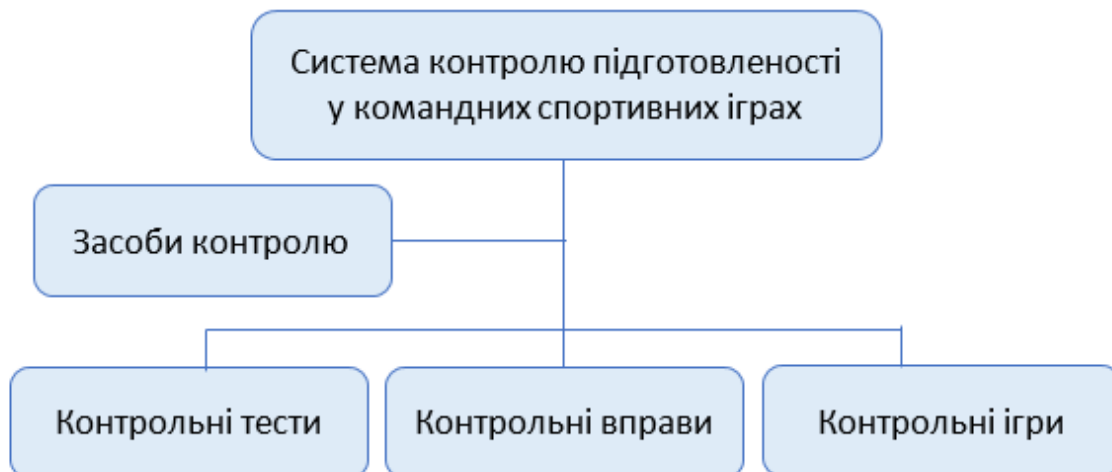 Система контролю підготовленості
у командних спортивних іграх
Засоби контролю
Контрольні тести
Контрольні вправи
Контрольні ігри